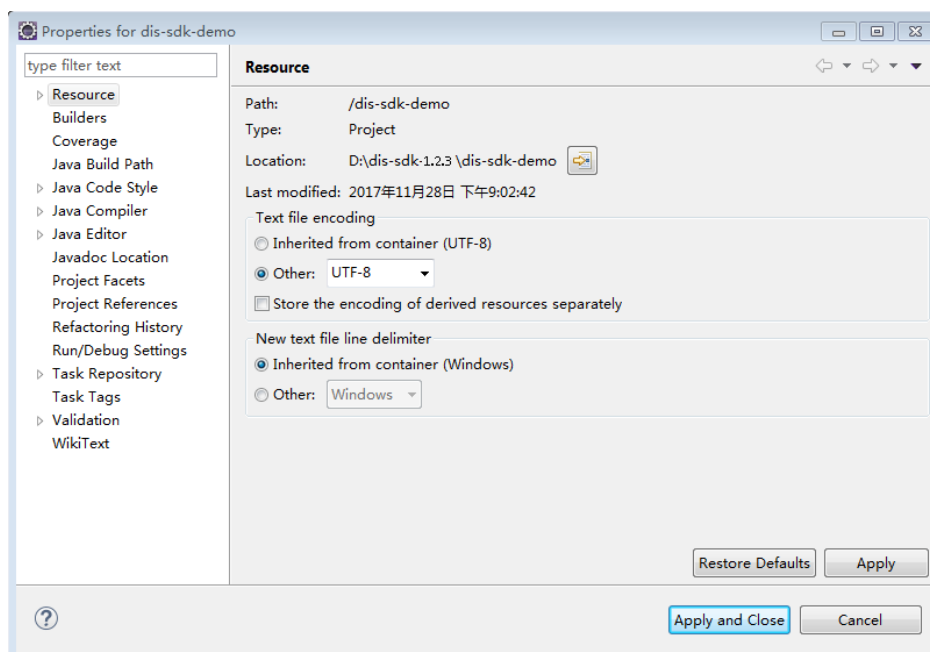 Properties for dis-sdk-demo
type filter text
Resource
Builders
Coverage
Java Build Path
Java Code Style
Java Compiler
Java Editor
Javadoc Location
Project Facets
Project References
Refactoring History
Run/Debug Settings
Task Repository
Task Tags
Validation
WikiText
Resource
Path: /dis-sdk-demo
Type: Project
Location: D:\dis-sdk-1.2.3 \dis-sdk-demo
Last modified: 2017年11月28日 下午9:02:42
Text file encoding
Inherited from container (UTF-8)
Other: UTF-8
Store the encoding of derived resources separately
New text file line delimiter
Inherited from container (Windows)
Other: Windows
Restore Defaults Apply
? Apply and Close Cancel